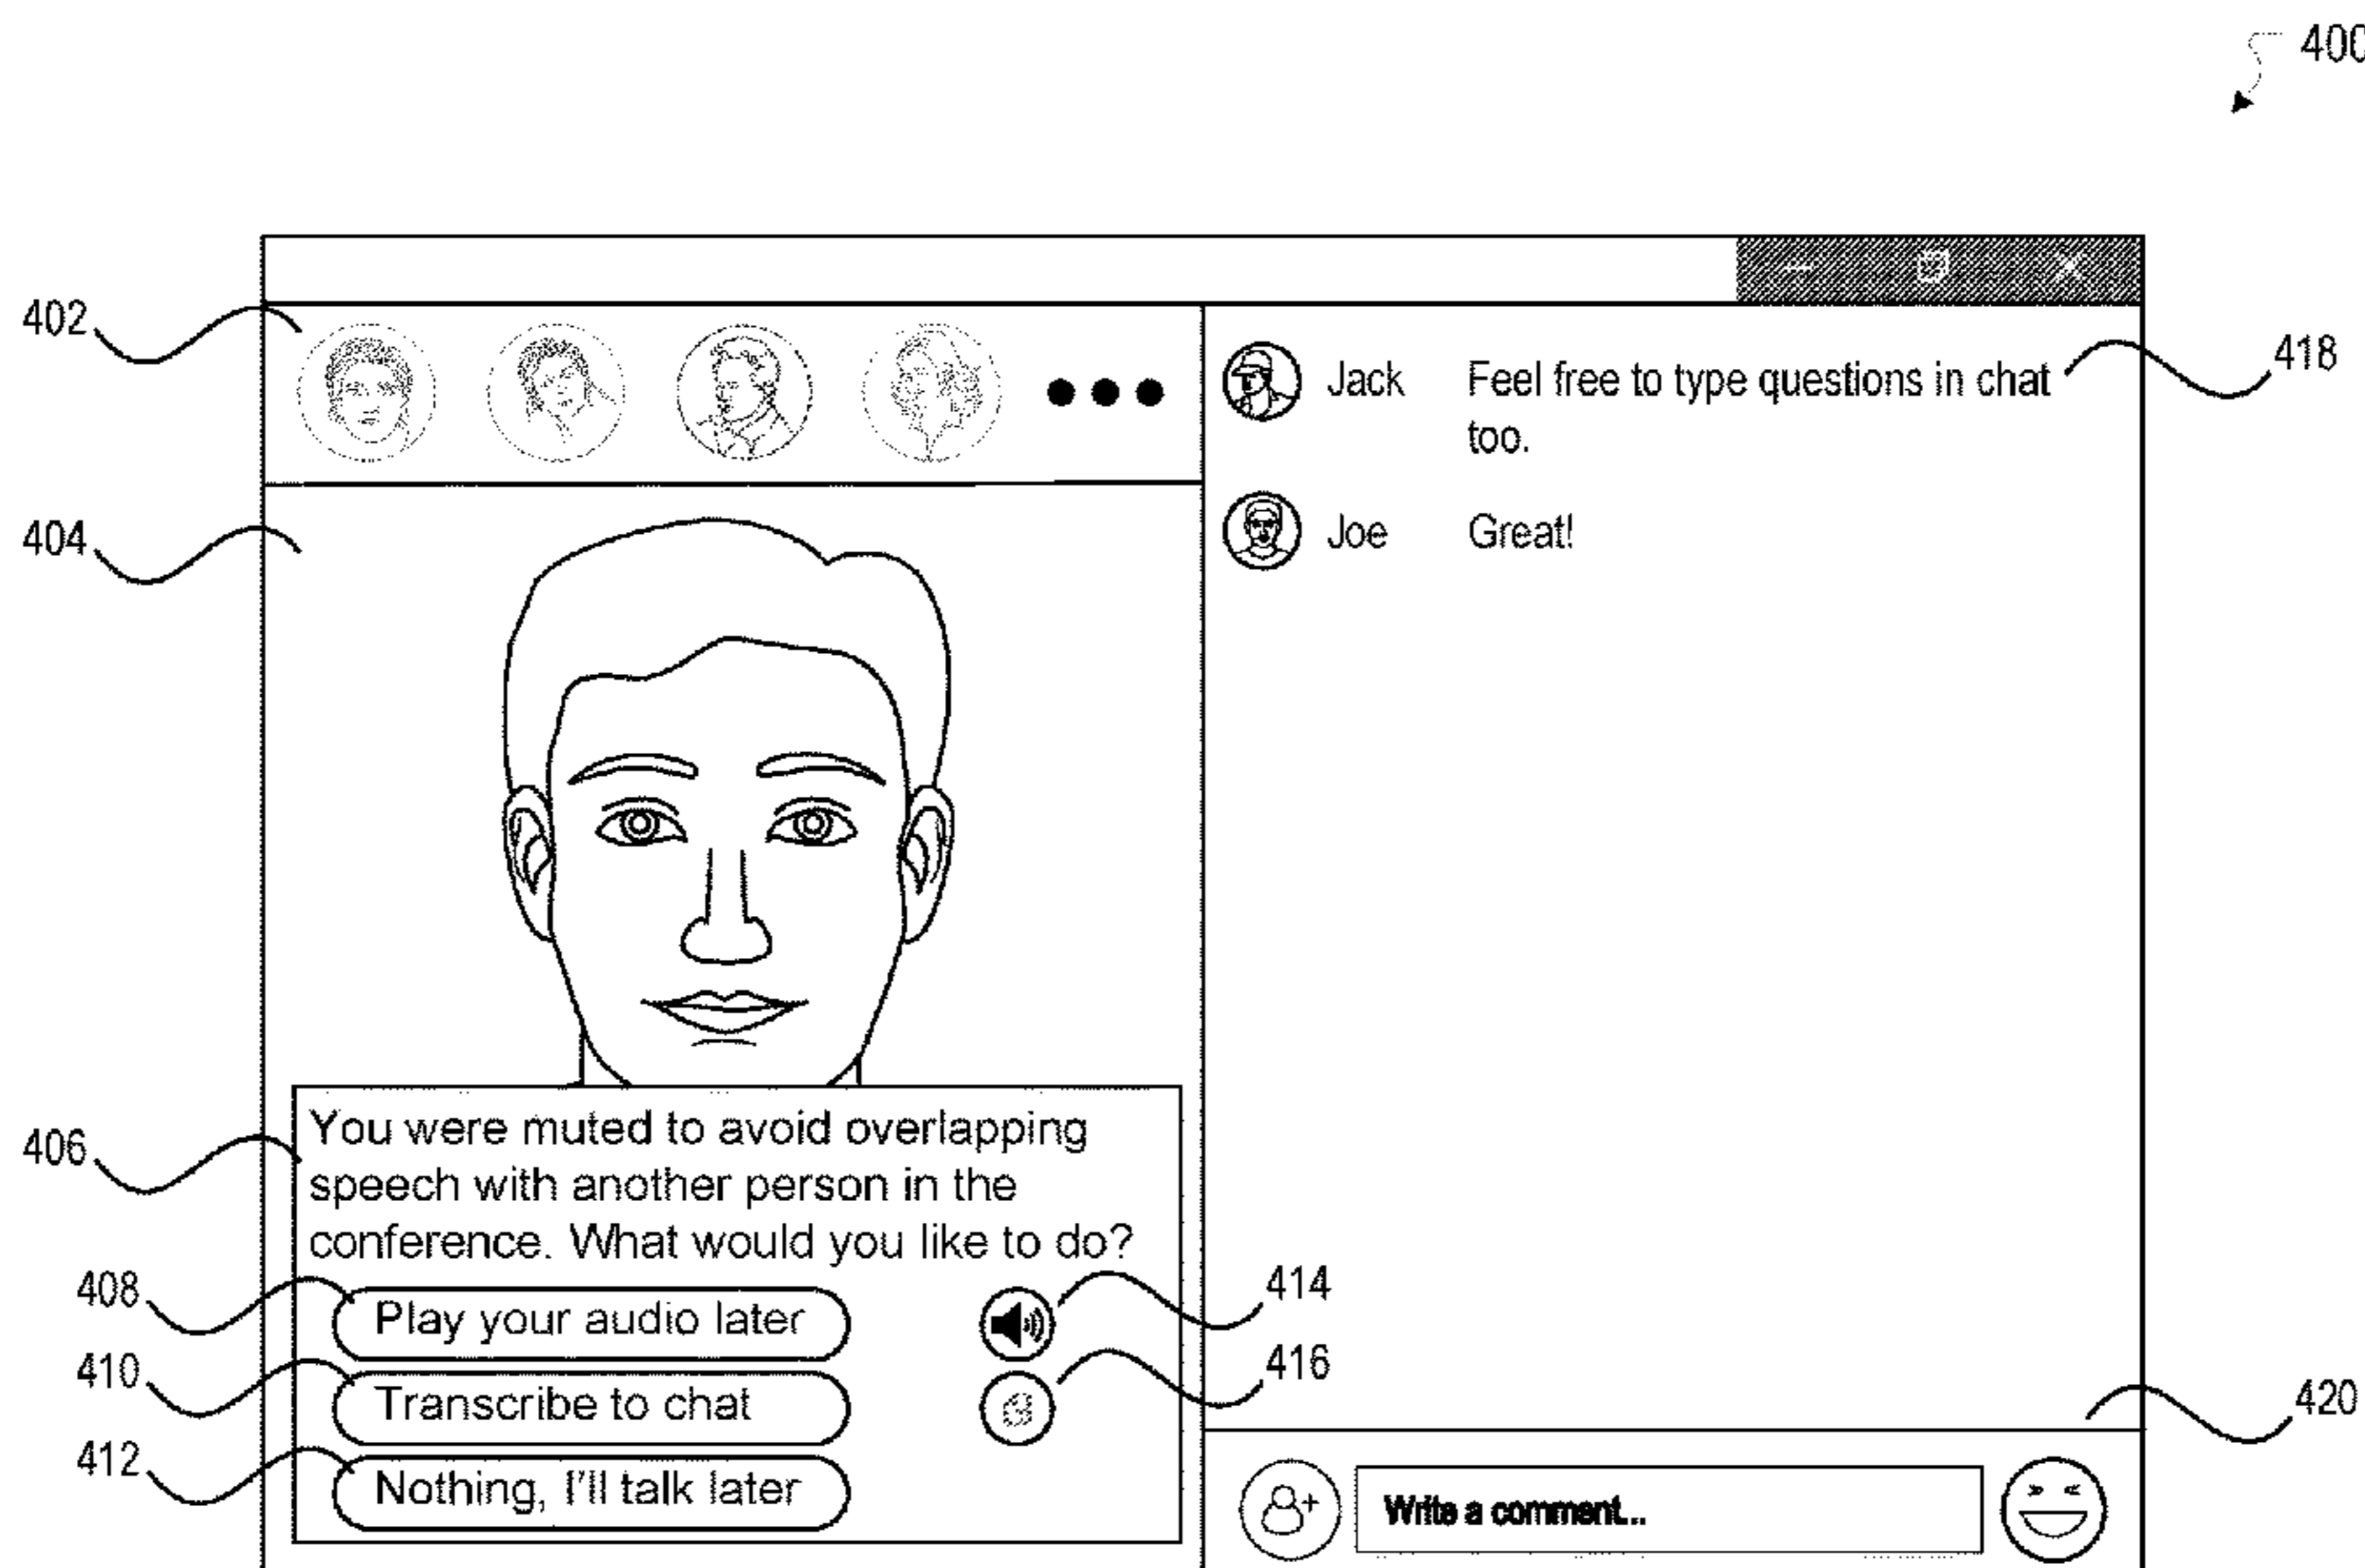 400
402
418
Jack Feel free to type questions in chat
too.
404
Joe Great!
406
You were muted to avoid overlapping
speech with another person in the
conference. What would you like to do?
408
Play your audio later
414
410
Transcribe to chat
416
412
Nothing, I'll talk later
420
Write a comment...